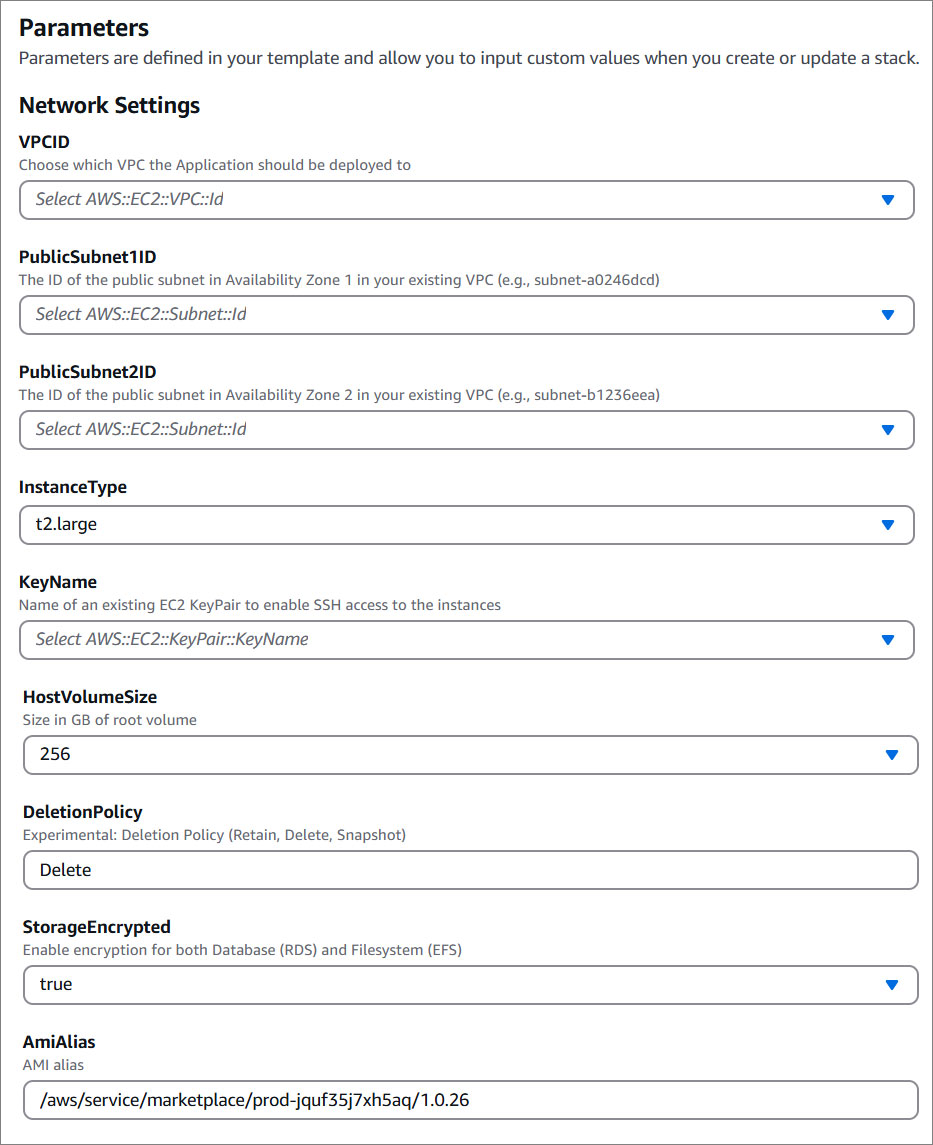 Parameters
Parameters are defined in your template and allow you to input custom values when you create or update a stack.
Network Settings
VPCID
Choose which VPC the Application should be deployed to
Select AWS::EC2::VPC::Id
PublicSubnet1ID
The ID of the public subnet in Availability Zone 1 in your existing VPC (e.g., subnet-a0246dcd)
Select AWS::EC2::Subnet::Id
PublicSubnet2ID
The ID of the public subnet in Availability Zone 2 in your existing VPC (e.g., subnet-b1236eea)
Select AWS::EC2::Subnet::Id
InstanceType
t2.large
KeyName
Name of an existing EC2 KeyPair to enable SSH access to the instances
Select AWS::EC2::KeyPair::KeyName
HostVolumeSize
Size in GB of root volume
256
DeletionPolicy
Experimental: Deletion Policy (Retain, Delete, Snapshot)
Delete
StorageEncrypted
Enable encryption for both Database (RDS) and Filesystem (EFS)
true
AmiAlias
AMI alias
/aws/service/marketplace/prod-jquf35j7xh5aq/1.0.26